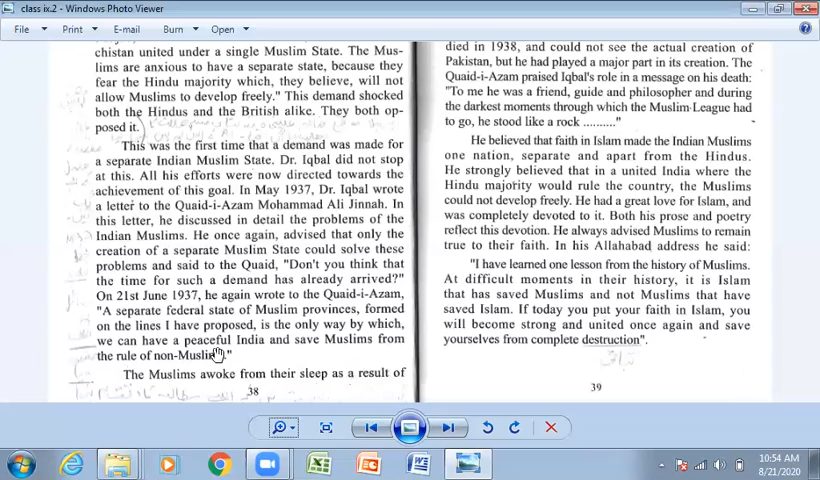 class ix.2 - Windows Photo Viewer
File
Print
E-mail
Burn
Open
chistan united under a single Muslim State. The Mus-
lims are anxious to have a separate state, because they
fear the Hindu majority which, they believe, will not
allow Muslims to develop freely." This demand shocked
both the Hindus and the British alike. They both op-
posed it.
This was the first time that a demand was made for
a separate Indian Muslim State. Dr. Iqbal did not stop
at this. All his efforts were now directed towards the
achievement of this goal. In May 1937, Dr. Iqbal wrote
a letter to the Quaid-i-Azam Mohammad Ali Jinnah. In
this letter, he discussed in detail the problems of the
Indian Muslims. He once again, advised that only the
creation of a separate Muslim State could solve these
problems and said to the Quaid, "Don't you think that
the time for such a demand has already arrived?"
On 21st June 1937, he again wrote to the Quaid-i-Azam,
"A separate federal state of Muslim provinces, formed
on the lines I have proposed, is the only way by which,
we can have a peaceful India and save Muslims from
the rule of non-Muslim."
The Muslims awoke from their sleep as a result of
38
died in 1938, and could not see the actual creation of
Pakistan, but he had played a major part in its creation. The
Quaid-i-Azam praised Iqbal's role in a message on his death:
"To me he was a friend, guide and philosopher and during
the darkest moments through which the Muslim League had
to go, he stood like a rock .........."
He believed that faith in Islam made the Indian Muslims
one nation, separate and apart from the Hindus.
He strongly believed that in a united India where the
Hindu majority would rule the country, the Muslims
could not develop freely. He had a great love for Islam, and
was completely devoted to it. Both his prose and poetry
reflect this devotion. He always advised Muslims to remain
true to their faith. In his Allahabad address he said:
"I have learned one lesson from the history of Muslims.
At difficult moments in their history, it is Islam
that has saved Muslims and not Muslims that have
saved Islam. If today you put your faith in Islam, you
will become strong and united once again and save
yourselves from complete destruction".
تباہی
39
10:54 AM
8/21/2020